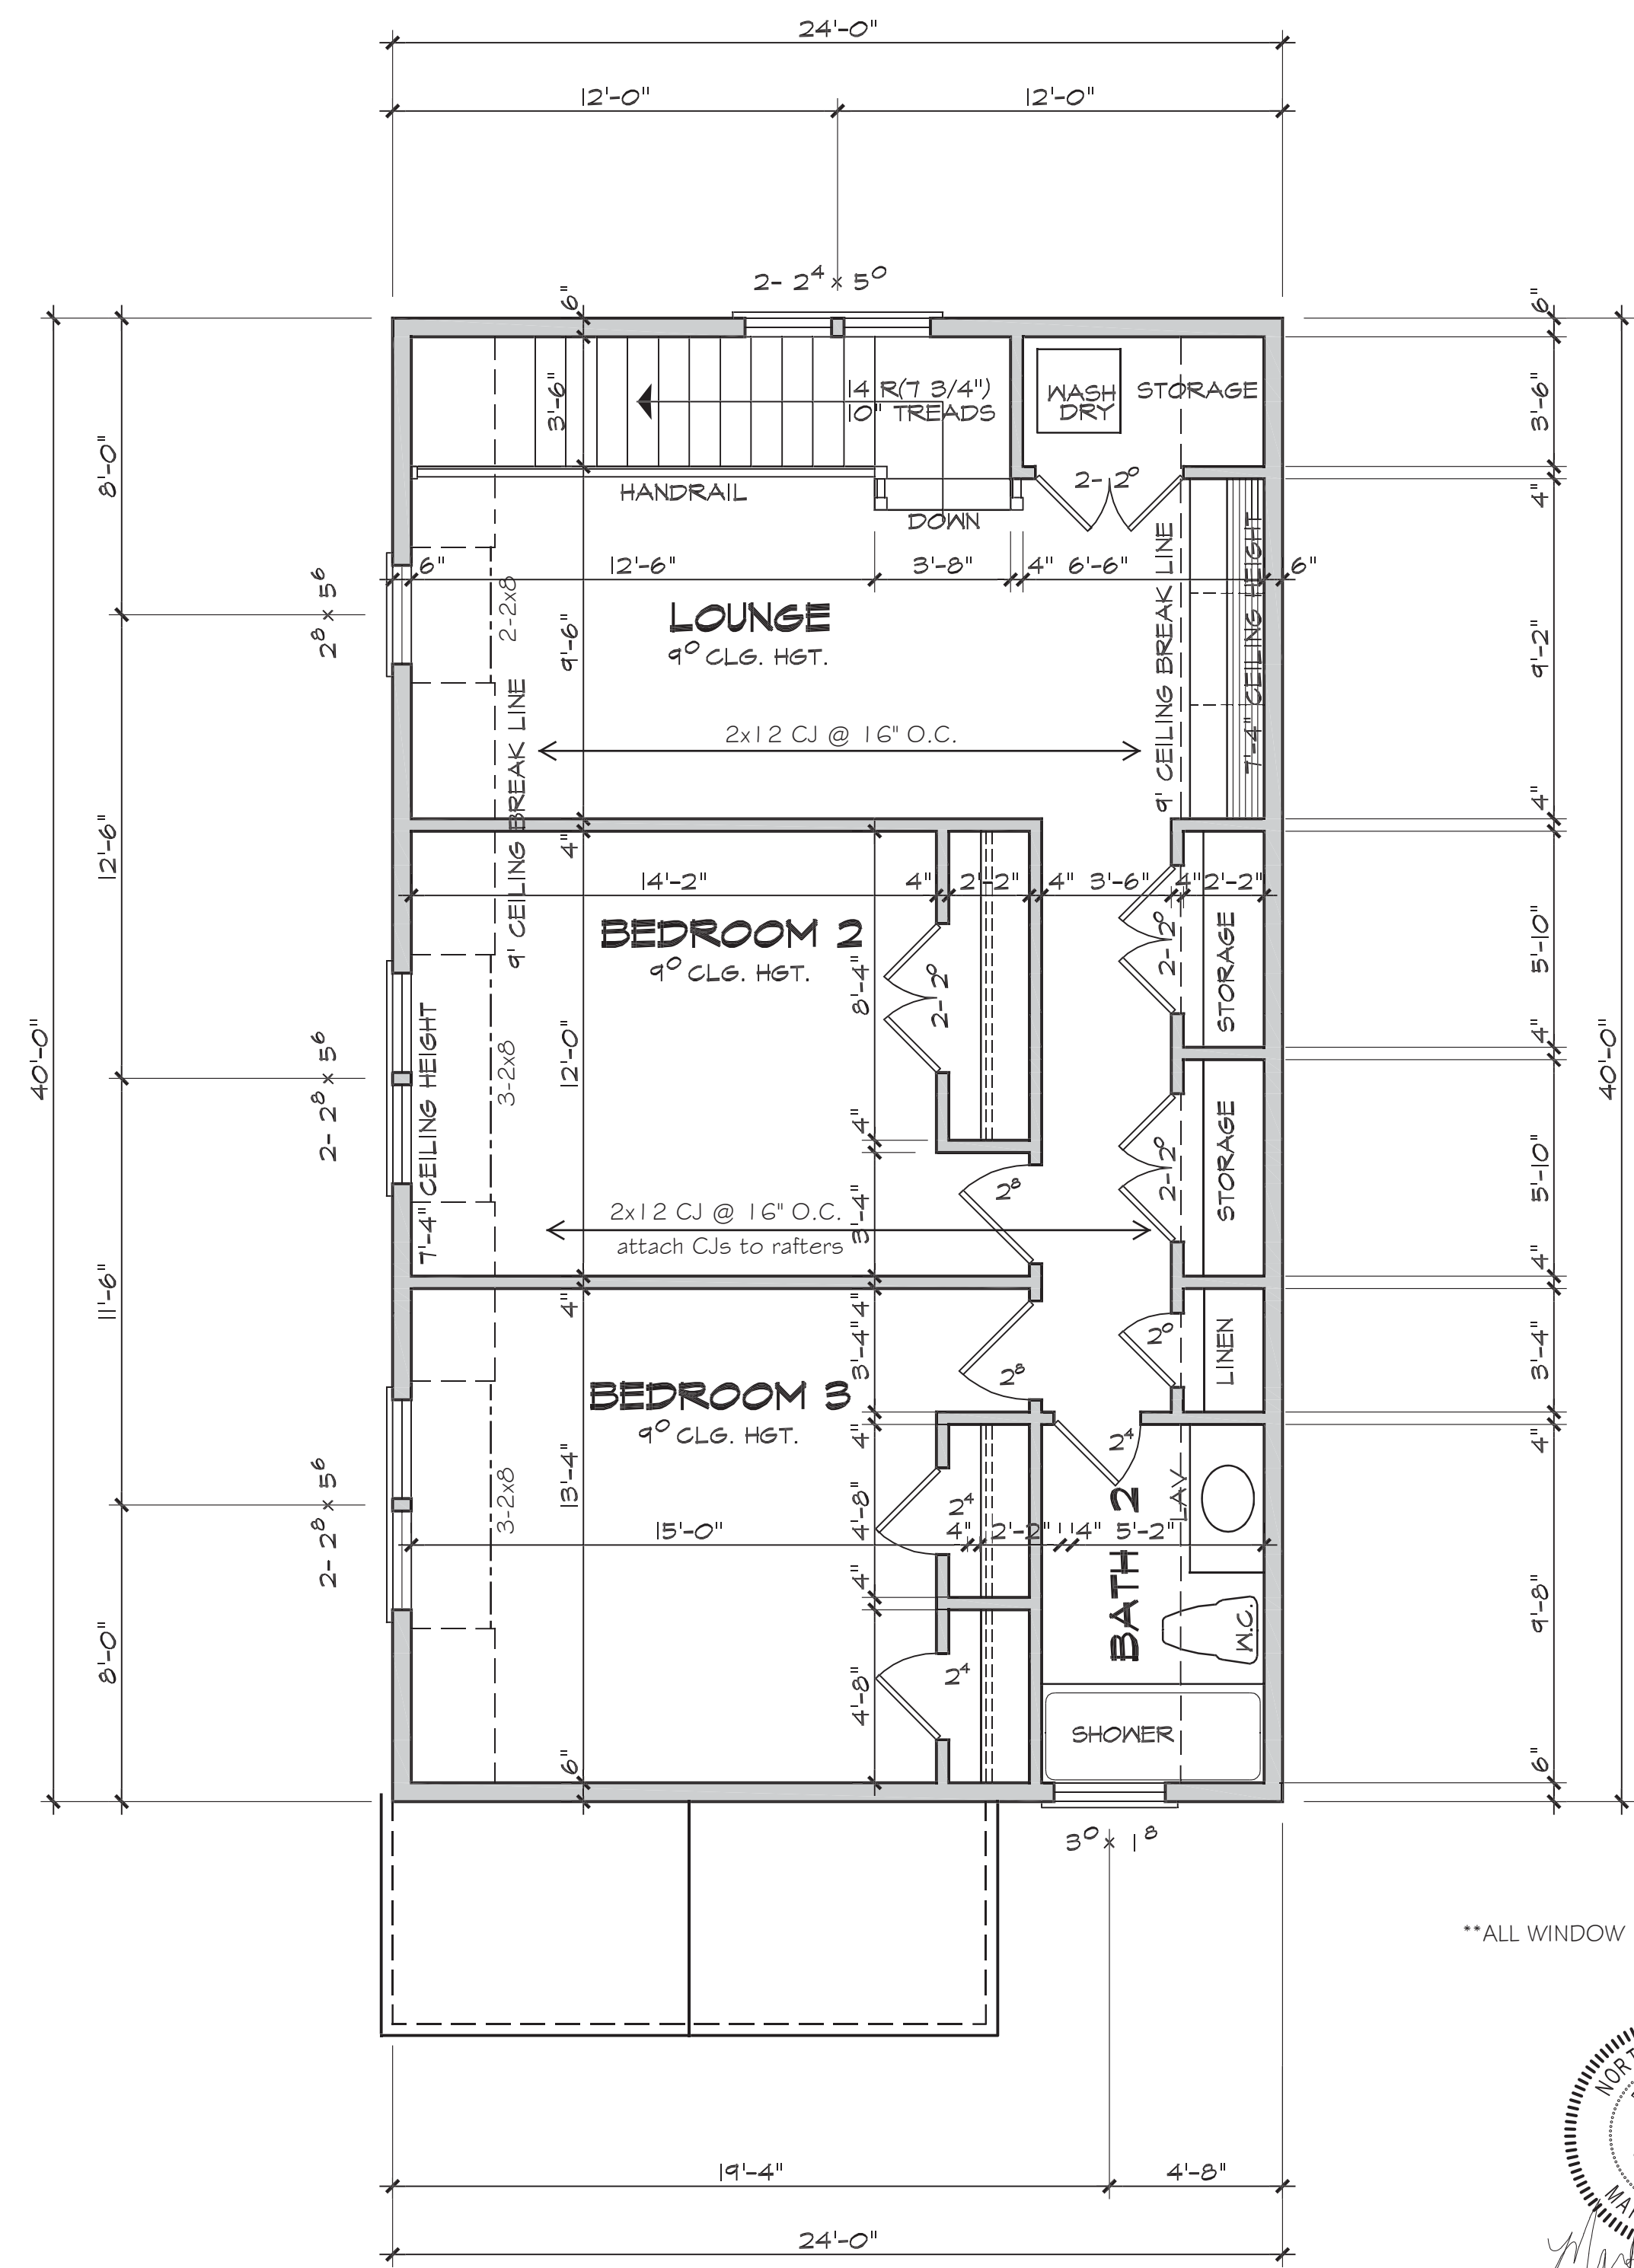 24'-0"
12'-0"
12'-0"
2- 2⁴ x 5⁰
6"
6"
3'-6"
14 R(7 3/4")
10" TREADS
WASH
DRY
STORAGE
3'-6"
8'-0"
HANDRAIL
2- 2⁰
4"
DOWN
6"
12'-6"
3'-8"
4"
6'-6"
6"
2⁸ x 5⁶
2-2x8
LOUNGE
9⁰ CLG. HGT.
9'-6"
9' CEILING BREAK LINE
7'-4" CEILING HEIGHT
9'-2"
2x12 CJ @ 16" O.C.
9' CEILING BREAK LINE
4"
12'-6"
4"
14'-2"
4"
2'-2"
4"
3'-6"
4"
2'-2"
BEDROOM 2
9⁰ CLG. HGT.
8'-4"
2- 2⁰
2- 2⁰
STORAGE
5'-10"
40'-0"
2- 2⁸ x 5⁶
7'-4" CEILING HEIGHT
3-2x8
12'-0"
4"
40'-0"
4"
2- 2⁰
STORAGE
5'-10"
2⁸
2x12 CJ @ 16" O.C.
attach CJs to rafters
3'-4"
4"
11'-6"
4"
3'-4"
4"
2⁸
2⁰
LINEN
3'-4"
BEDROOM 3
9⁰ CLG. HGT.
4"
2⁴
4"
2- 2⁸ x 5⁶
3-2x8
13'-4"
4'-8"
2⁴
LAV
15'-0"
4"
2'-2"
4"
5'-2"
4"
BATH 2
W.C.
9'-8"
8'-0"
4'-8"
2⁴
SHOWER
6"
6"
3⁰ x 1⁸
**ALL WINDOW
19'-4"
4'-8"
24'-0"